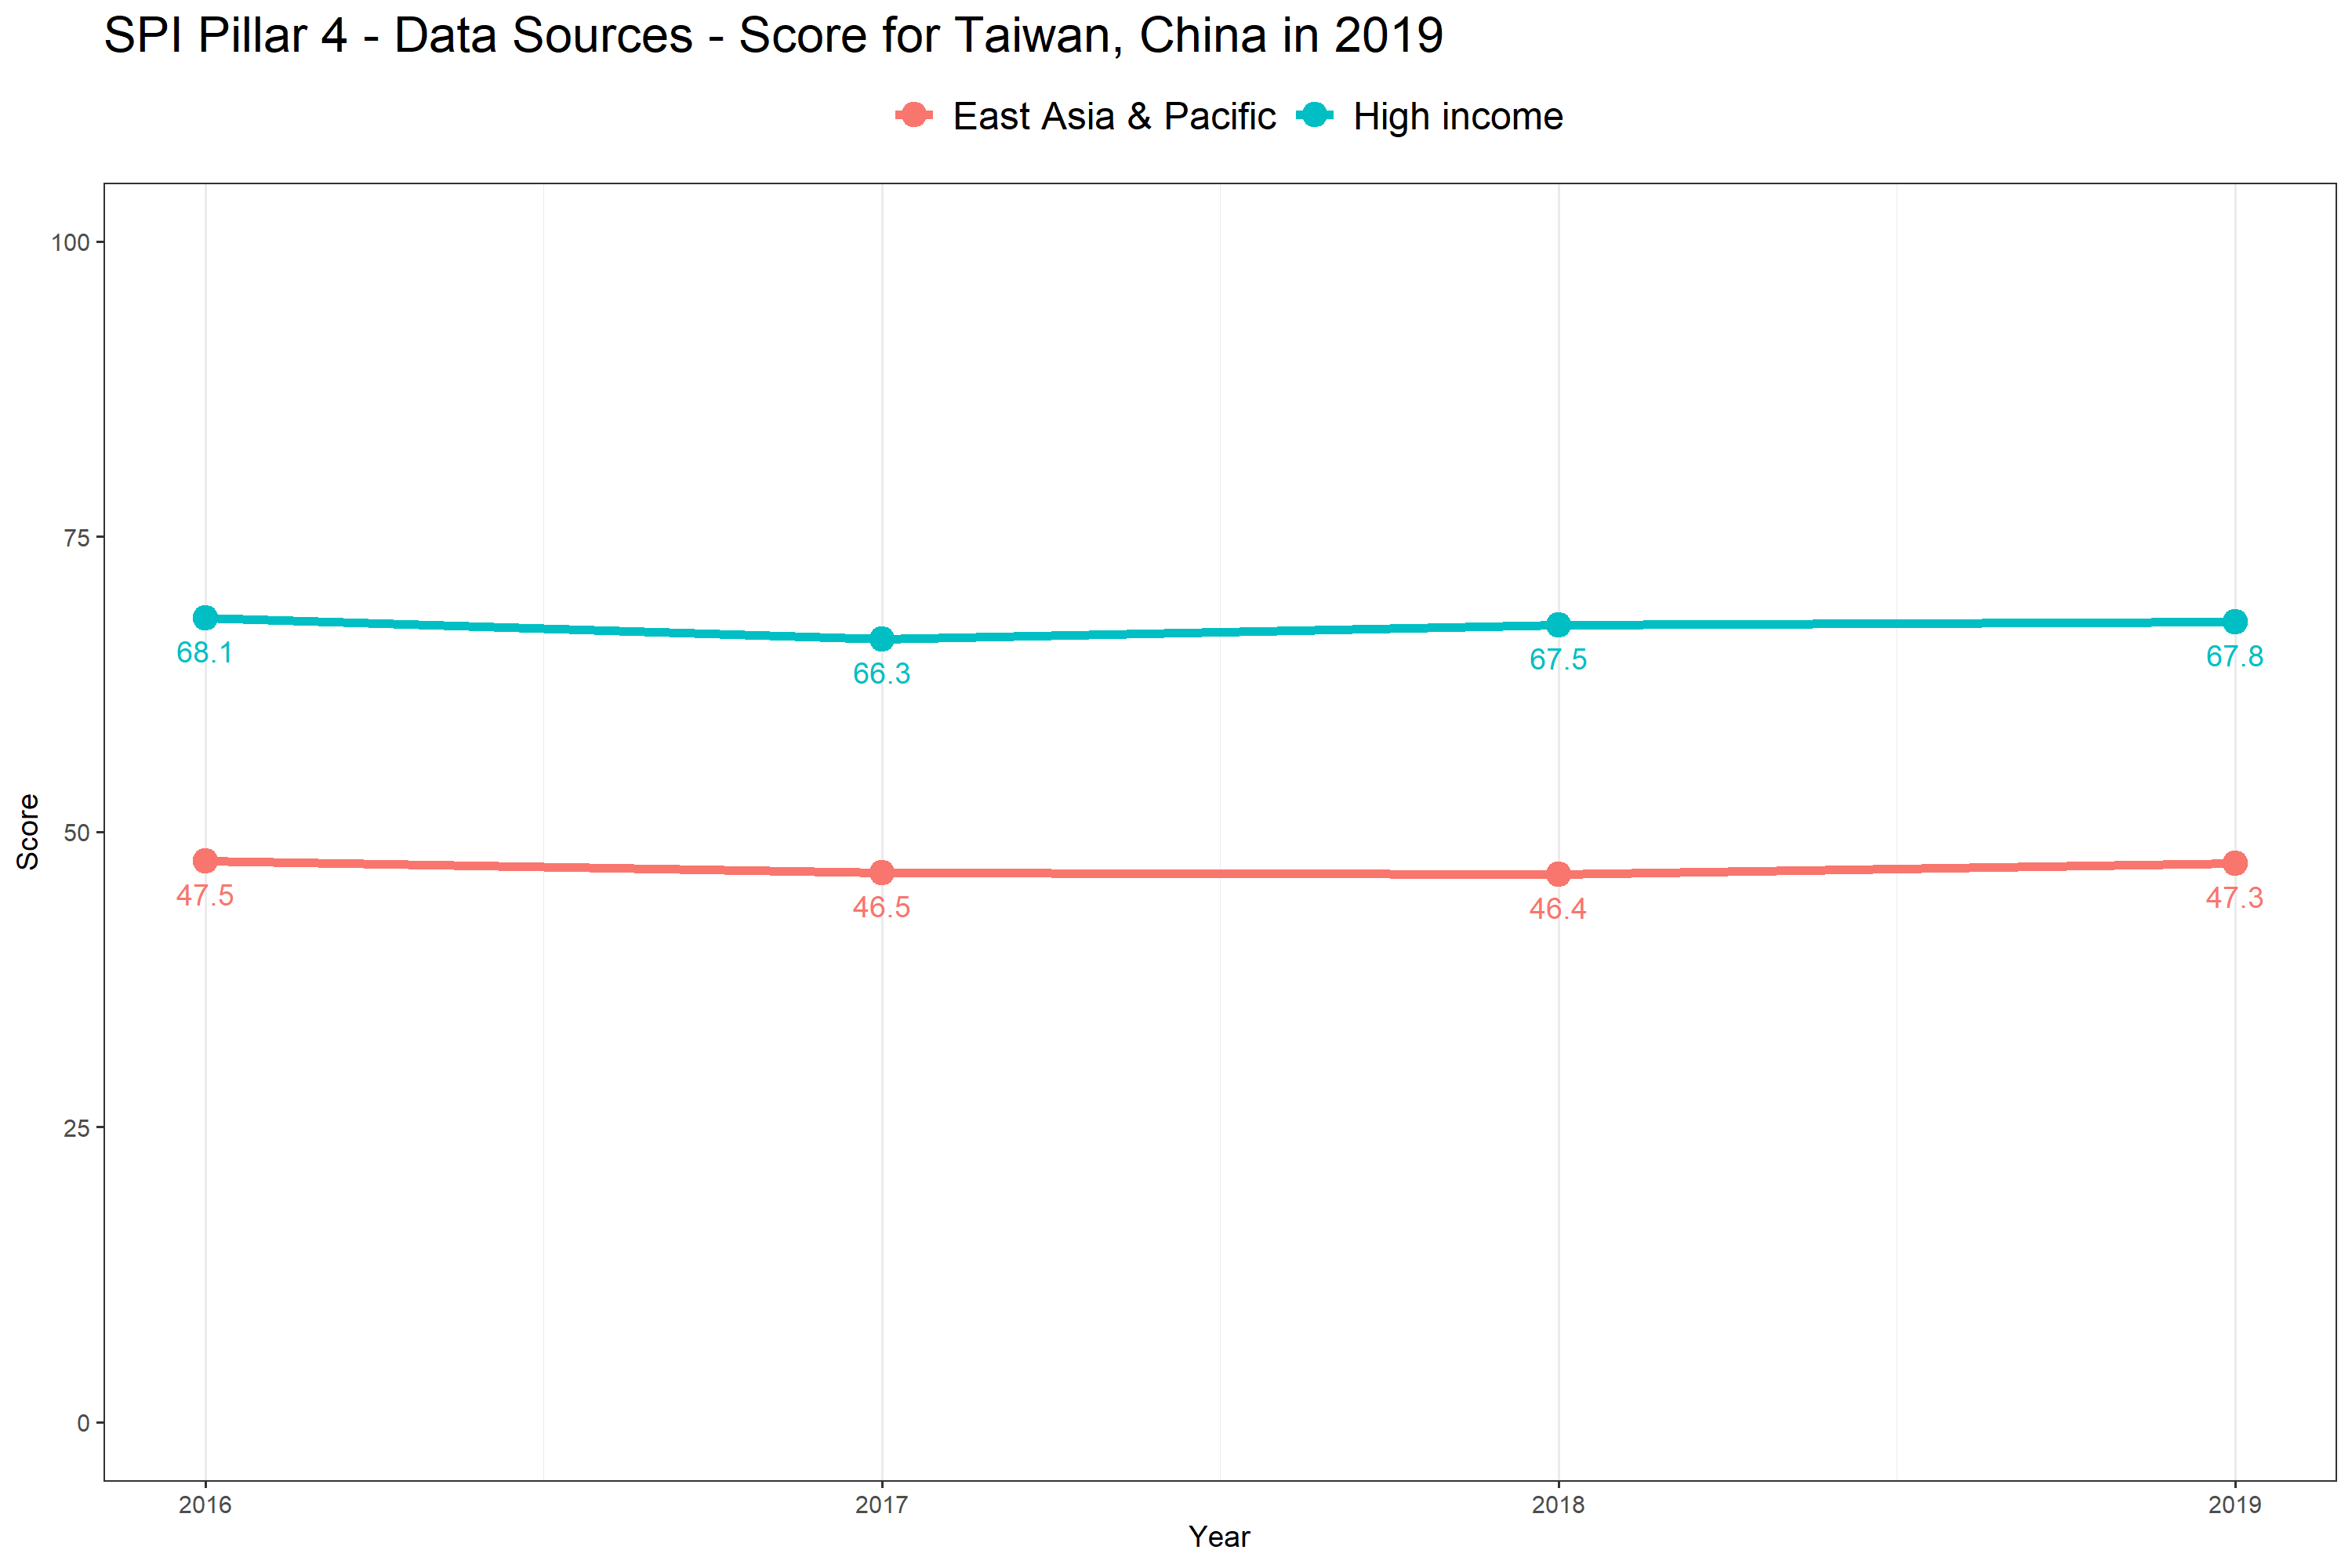 SPI Pillar 4 - Data Sources - Score for Taiwan, China in 2019
East Asia & Pacific High income
100
75
68.1 66.3 67.5 67.8
Score
50
47.5 46.5 46.4 47.3
25
0
2016 2017 2018 2019
Year